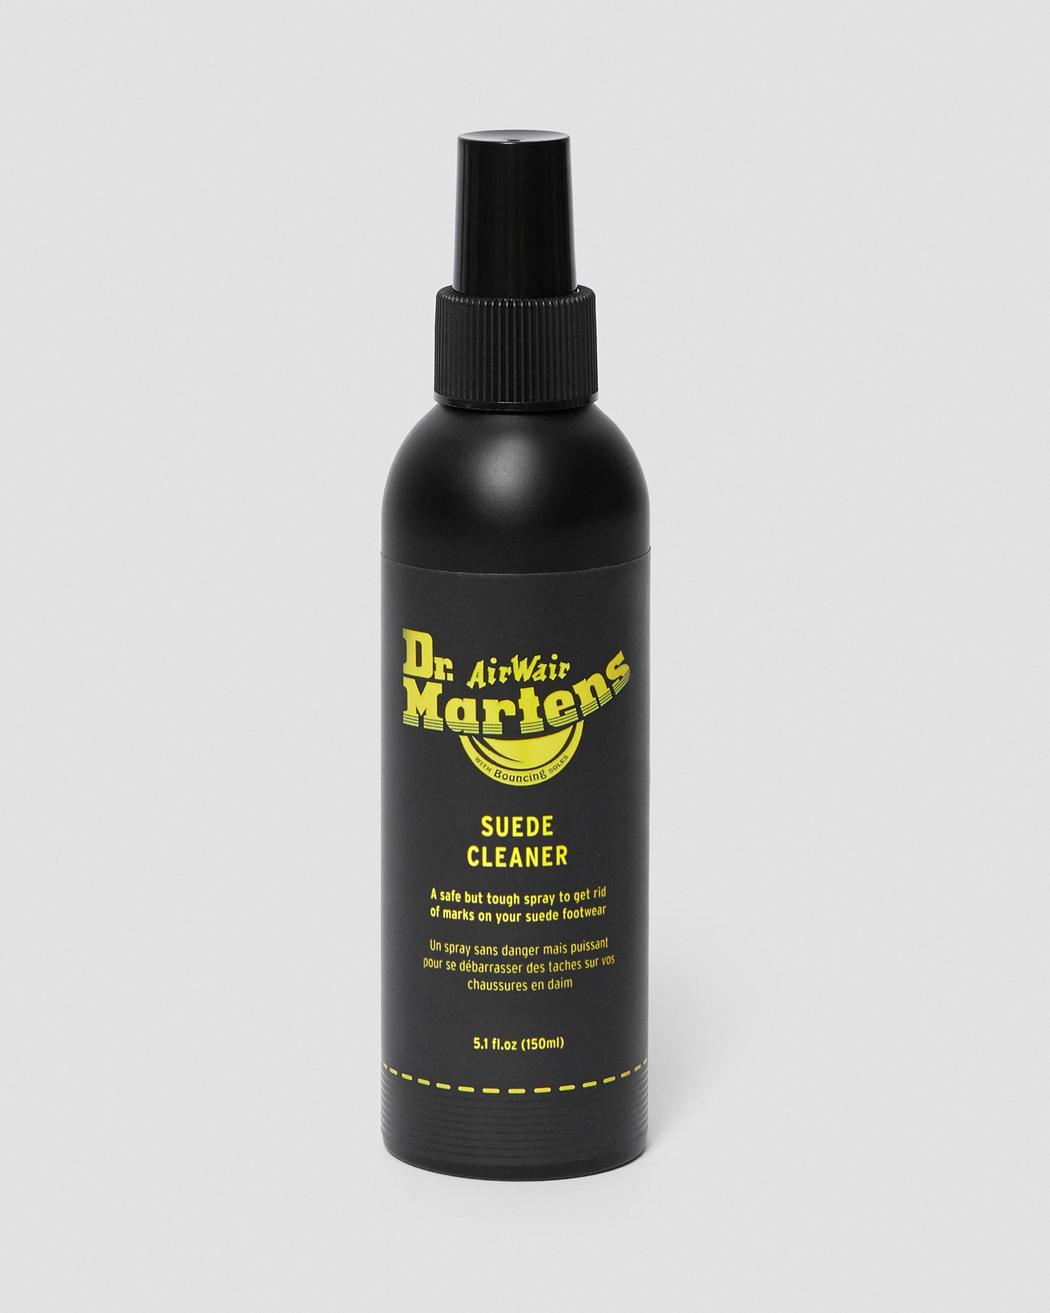 Dr. AirWair
Martens
WITH Bouncing SOLES
SUEDE
CLEANER
A safe but tough spray to get rid
of marks on your suede footwear
Un spray sans danger mais puissant
pour se débarrasser des taches sur vos
chaussures en daim
5.1 fl.oz (150ml)